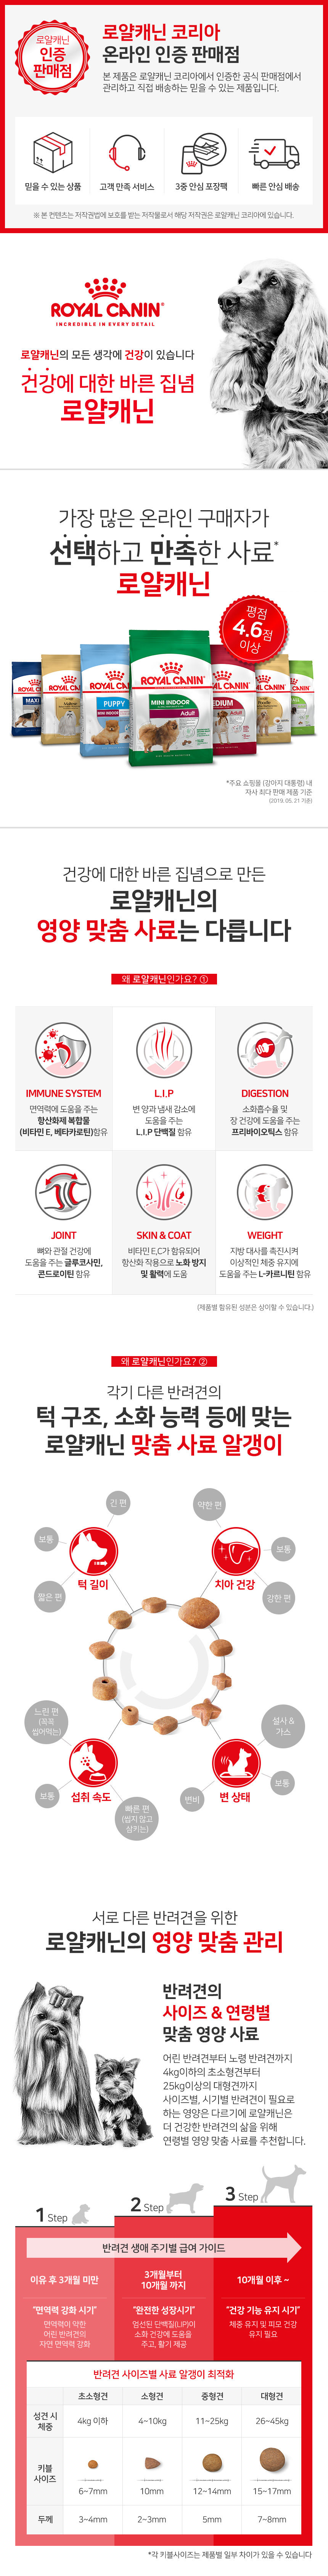 로얄캐닌
인증
판매점
로얄캐닌 코리아
온라인 인증 판매점
본 제품은 로얄캐닌 코리아에서 인증한 공식 판매점에서
관리하고 직접 배송하는 믿을 수 있는 제품입니다.
믿을 수 있는 상품
고객 만족 서비스
3중 안심 포장팩
빠른 안심 배송
※ 본 컨텐츠는 저작권법에 보호를 받는 저작물로서 해당 저작권은 로얄캐닌 코리아에 있습니다.
ROYAL CANIN®
INCREDIBLE IN EVERY DETAIL
로얄캐닌의 모든 생각에 건강이 있습니다
건강에 대한 바른 집념
로얄캐닌
가장 많은 온라인 구매자가
선택하고 만족한 사료*
로얄캐닌
평점
4.6점
이상
ROYAL CANIN
MAXI
PUPPY
MINI INDOOR
ROYAL CANIN
MINI INDOOR
Adult
*주요 쇼핑몰 (강아지 대통령) 내
자사 최다 판매 제품 기준
(2019. 05. 21 기준)
건강에 대한 바른 집념으로 만든
로얄캐닌의
영양 맞춤 사료는 다릅니다
왜 로얄캐닌인가요? ①
IMMUNE SYSTEM
면역력에 도움을 주는
항산화제 복합물
(비타민 E, 베타카로틴)함유
L.I.P
변 양과 냄새 감소에
도움을 주는
L.I.P 단백질 함유
DIGESTION
소화흡수율 및
장 건강에 도움을 주는
프리바이오틱스 함유
JOINT
뼈와 관절 건강에
도움을 주는 글루코사민,
콘드로이틴 함유
SKIN & COAT
비타민 E,C가 함유되어
항산화 작용으로 노화 방지
및 활력에 도움
WEIGHT
지방 대사를 촉진시켜
이상적인 체중 유지에
도움을 주는 L-카르니틴 함유
(제품별 함유된 성분은 상이할 수 있습니다.)
왜 로얄캐닌인가요? ②
각기 다른 반려견의
턱 구조, 소화 능력 등에 맞는
로얄캐닌 맞춤 사료 알갱이
긴 편
보통
짧은 편
턱 길이
약한 편
보통
강한 편
치아 건강
느린 편
(꼭꼭
씹어먹는)
보통
빠른 편
(씹지 않고
삼키는)
섭취 속도
설사 &
가스
보통
변비
변 상태
서로 다른 반려견을 위한
로얄캐닌의 영양 맞춤 관리
반려견의
사이즈 & 연령별
맞춤 영양 사료
어린 반려견부터 노령 반려견까지
4kg이하의 초소형견부터
25kg이상의 대형견까지
사이즈별, 시기별 반려견이 필요로
하는 영양은 다르기에 로얄캐닌은
더 건강한 반려견의 삶을 위해
연령별 영양 맞춤 사료를 추천합니다.
1 Step
2 Step
3 Step
반려견 생애 주기별 급여 가이드
이유 후 3개월 미만
"면역력 강화 시기"
면역력이 약한
어린 반려견의
자연 면역력 강화
3개월부터
10개월 까지
"완전한 성장시기"
엄선된 단백질(LIP)이
소화 건강에 도움을
주고, 활기 제공
10개월 이후 ~
"건강 기능 유지 시기"
체중 유지 및 피모 건강
유지 필요
반려견 사이즈별 사료 알갱이 최적화
초소형견 소형견 중형견 대형견
성견 시
체중
4kg 이하 4~10kg 11~25kg 26~45kg
키블
사이즈
6~7mm 10mm 12~14mm 15~17mm
두께 3~4mm 2~3mm 5mm 7~8mm
*각 키블사이즈는 제품별 일부 차이가 있을 수 있습니다